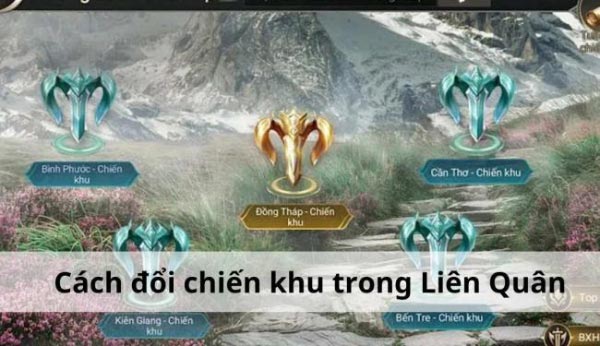 Bình Phước - Chiến
khu
Cần Thơ - Chiến khu
Đồng Tháp - Chiến
khu
Cách đổi chiến khu trong Liên Quân
Kiên Giang - Chiến
khu
Bến Tre - Chiến khu
Top
BXH